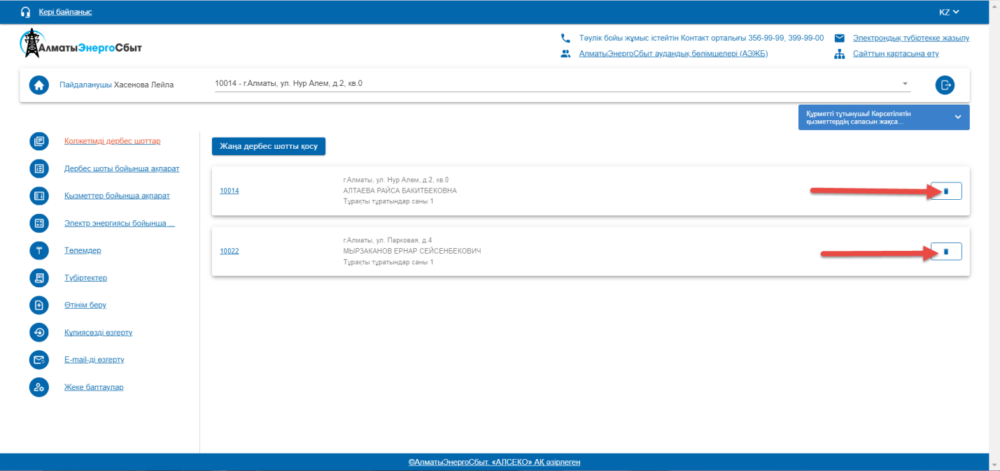 Кері байланыс
KZ
АлматыЭнергоСбыт
Тәулік бойы жұмыс істейтін Контакт орталығы 356-99-99, 399-99-00
Электрондық түбіртекке жазылу
АлматыЭнергоСбыт аудандық бөлімшелері (АЭЖБ)
Сайттың картасына өту
Пайдаланушы Хасенова Лейла
10014 - г.Алматы, ул. Нур Алем, д.2, кв.0
Құрметті тұтынушы! Көрсетілетін
қызметтердің сапасын жақса...
Қолжетімді дербес шоттар
Дербес шоты бойынша ақпарат
Қызметтер бойынша ақпарат
Электр энергиясы бойынша ...
Төлемдер
Түбіртектер
Өтінім беру
Құпиясөзді өзгерту
E-mail-ді өзгерту
Жеке баптаулар
Жаңа дербес шотты қосу
10014
г.Алматы, ул. Нур Алем, д.2, кв.0
АЛТАЕВА РАЙСА БАКИТБЕКОВНА
Тұрақты тұратындар саны 1
10022
г.Алматы, ул. Парковая, д.4
МЫРЗАКАНОВ ЕРНАР СЕЙСЕНБЕКОВИЧ
Тұрақты тұратындар саны 1
©АлматыЭнергоСбыт. «АЛСЕКО» АҚ әзірлеген